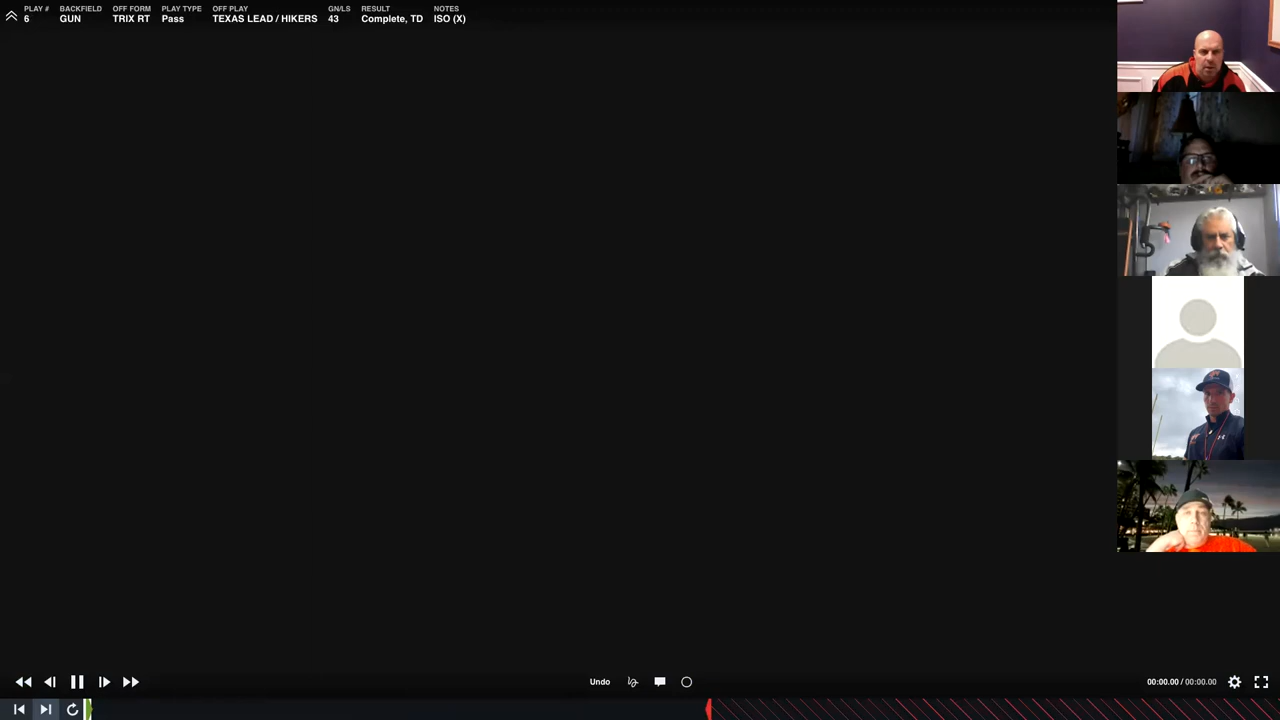 PLAY # BACKFIELD OFF FORM PLAY TYPE OFF PLAY GN/LS RESULT NOTES
6 GUN TRIX RT Pass TEXAS LEAD / HIKERS 43 Complete, TD ISO (X)
Undo 00:00.00 / 00:00.00